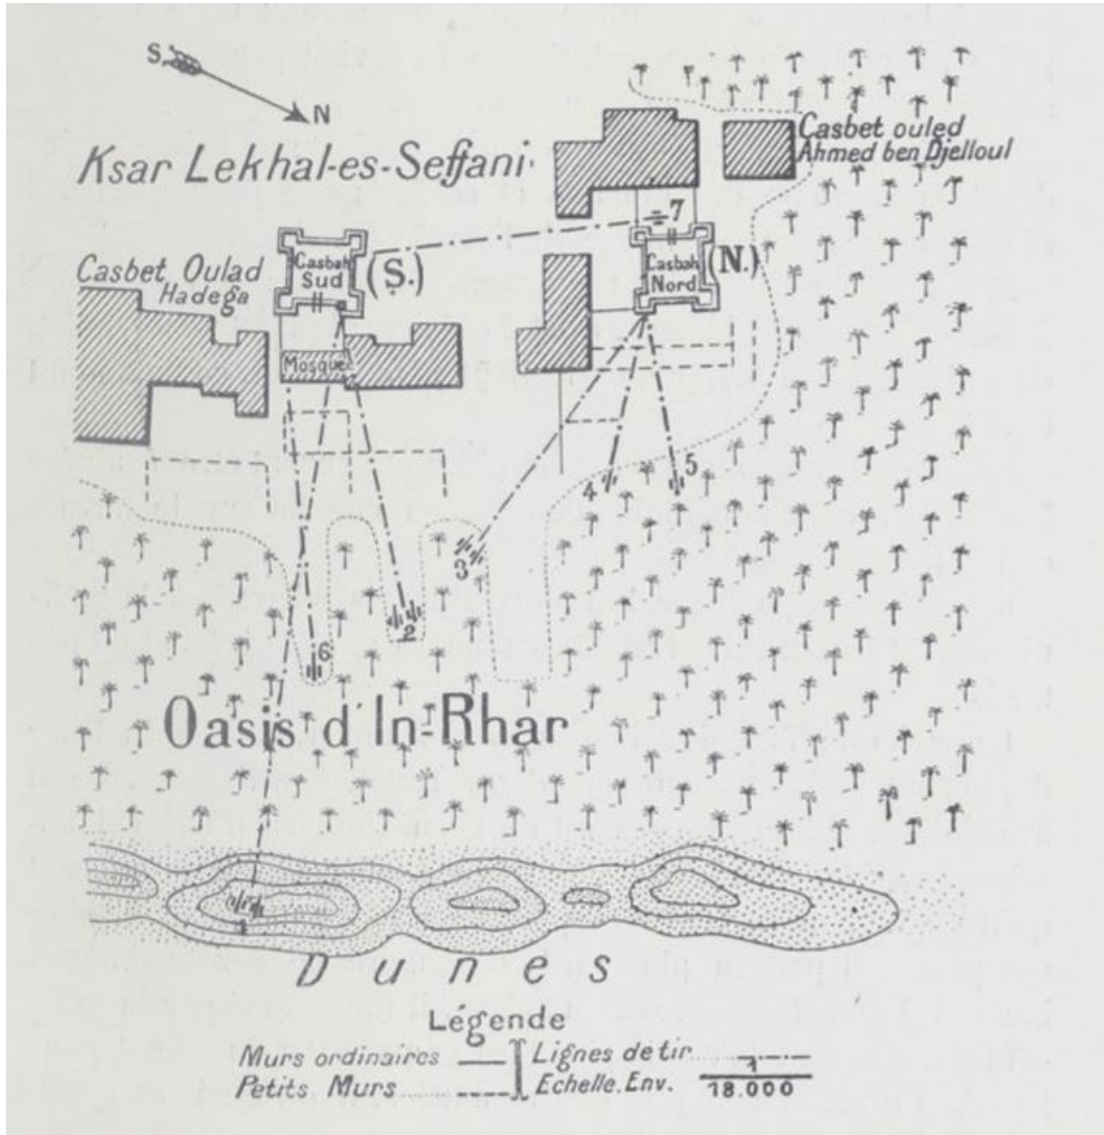 S.
N
Ksar Lekhal-es-Seffani.
Casbet ouled
Ahmed ben Djelloul
7
Casbah
Sud
(S.)
Casbah
Nord
(N.)
Casbet Oulad
Hadega
Mosquée
5
4
3
2
6
Oasis d'In-Rhar
1
Dunes
Légende
Murs ordinaires
Petits Murs
Lignes de tir
Echelle. Env. 1/18.000